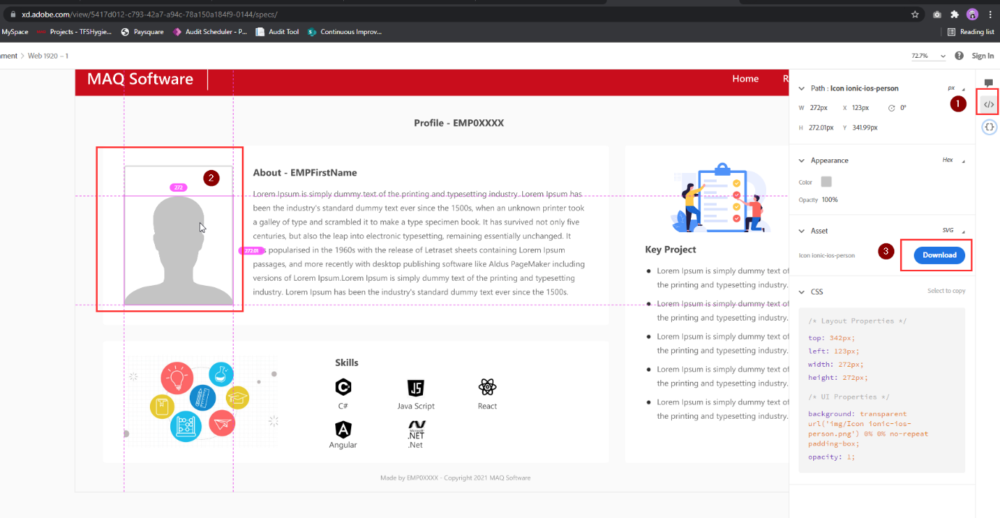 xd.adobe.com/view/5417d012-c793-42a7-a94c-78a150a184f9-0144/specs/
MySpace Projects - TFSHygie... Paysquare Audit Scheduler - P... Audit Tool Continuous Improv... Reading list
ment > Web 1920 – 1 72.7% Sign In
MAQ Software
Home R
Profile - EMP0XXXX
2
272
272.01
About - EMPFirstName
Lorem Ipsum is simply dummy text of the printing and typesetting industry. Lorem Ipsum has
been the industry's standard dummy text ever since the 1500s, when an unknown printer took
a galley of type and scrambled it to make a type specimen book. It has survived not only five
centuries, but also the leap into electronic typesetting, remaining essentially unchanged. It
s popularised in the 1960s with the release of Letraset sheets containing Lorem Ipsum
passages, and more recently with desktop publishing software like Aldus PageMaker including
versions of Lorem Ipsum.Lorem Ipsum is simply dummy text of the printing and typesetting
industry. Lorem Ipsum has been the industry's standard dummy text ever since the 1500s.
Key Project
Lorem Ipsum is simply dummy text of
the printing and typesetting industry.
Lorem Ipsum is simply dummy text of
the printing and typesetting industry.
Lorem Ipsum is simply dummy text of
the printing and typesetting industry.
Lorem Ipsum is simply dummy text of
the printing and typesetting industry.
Lorem Ipsum is simply dummy text of
the printing and typesetting industry.
Skills
C
JS
C# Java Script React
A
Microsoft
.NET
Angular .Net
Made by EMP0XXXX - Copyright 2021 MAQ Software
Path : Icon ionic-ios-person px
1
</>
{}
W 272px X 123px 0°
H 272.01px Y 341.99px
Appearance Hex
Color
Opacity 100%
Asset SVG
Icon ionic-ios-person 3 Download
CSS Select to copy
/* Layout Properties */
top: 342px;
left: 123px;
width: 272px;
height: 272px;
/* UI Properties */
background: transparent
url('img/Icon ionic-ios-
person.png') 0% 0% no-repeat
padding-box;
opacity: 1;